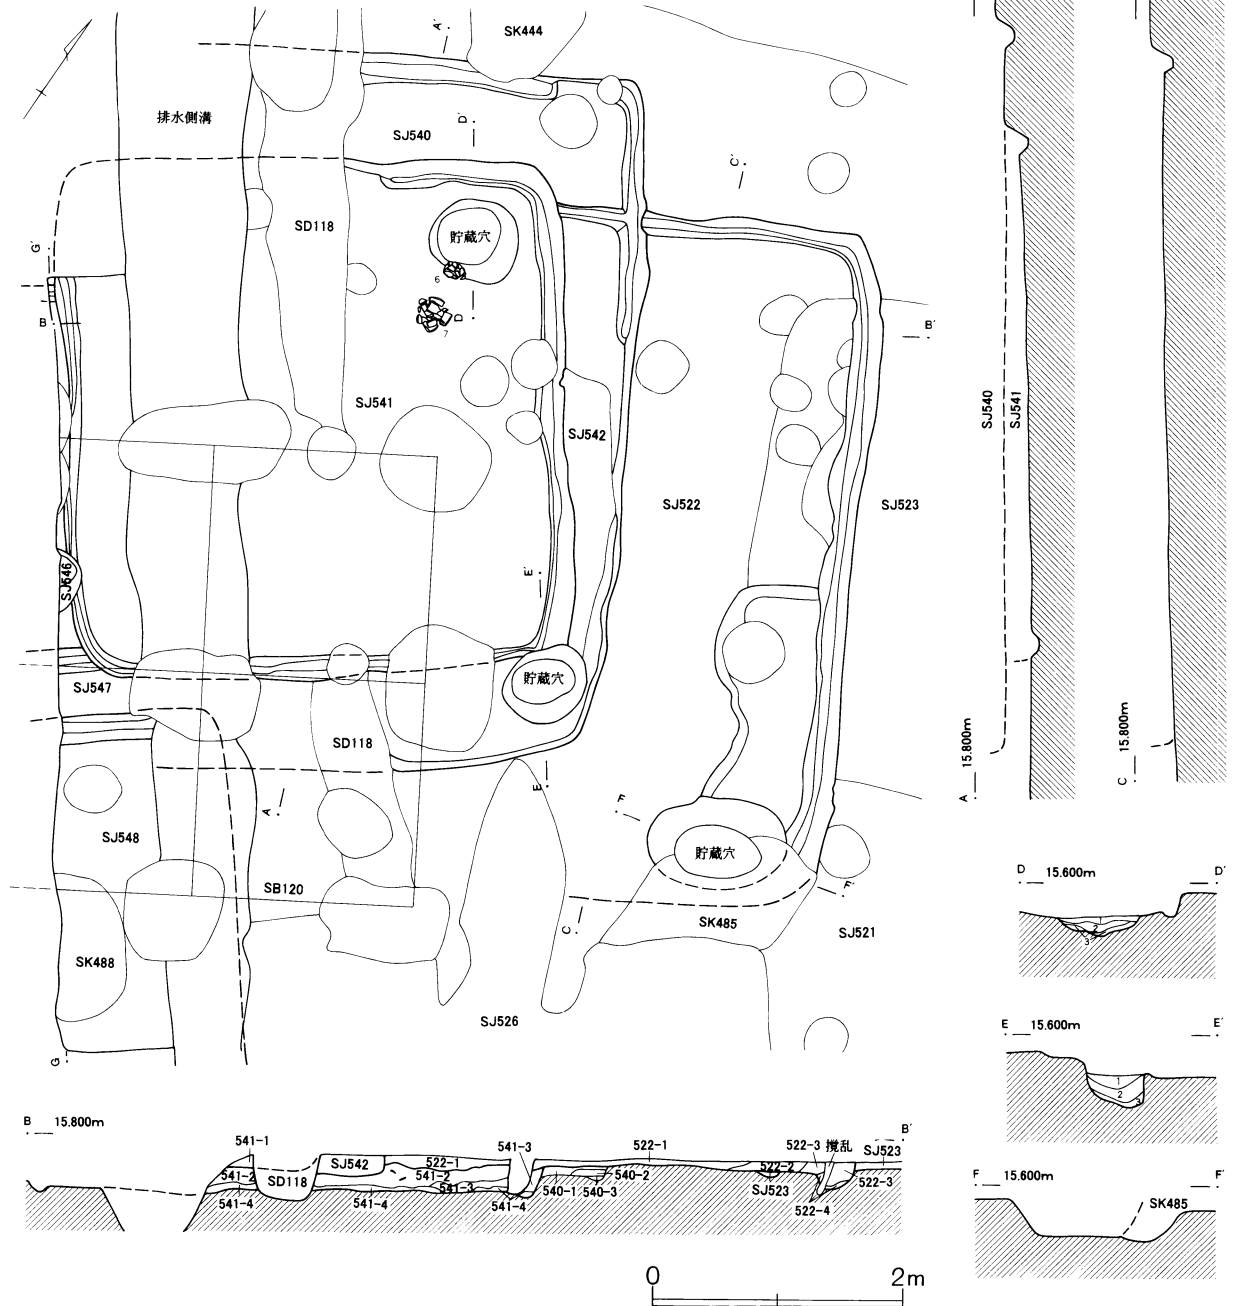 A′
SK444
排水側溝
D′
SJ540
C′
SD118
貯蔵穴
G′
6
D
7
B
B′
SJ541
SJ542
SJ522
SJ523
E′
SJ546
貯蔵穴
SJ547
SD118
E
F
A
SJ548
貯蔵穴
SB120
F′
C
SK485
SJ521
SK488
SJ526
G
SJ540
SJ541
15.800m
A
15.800m
C
D 15.600m D′
1
2
3
E 15.600m E′
1
2
3
F 15.600m F′
SK485
B 15.800m B′
541-1
541-3
522-1
522-3 撹乱
SJ523
SJ542
522-1
522-2
541-2
541-2
540-2
SD118
541-3
SJ523
522-3
541-4
541-4
541-4
540-1
540-3
522-4
0 2m